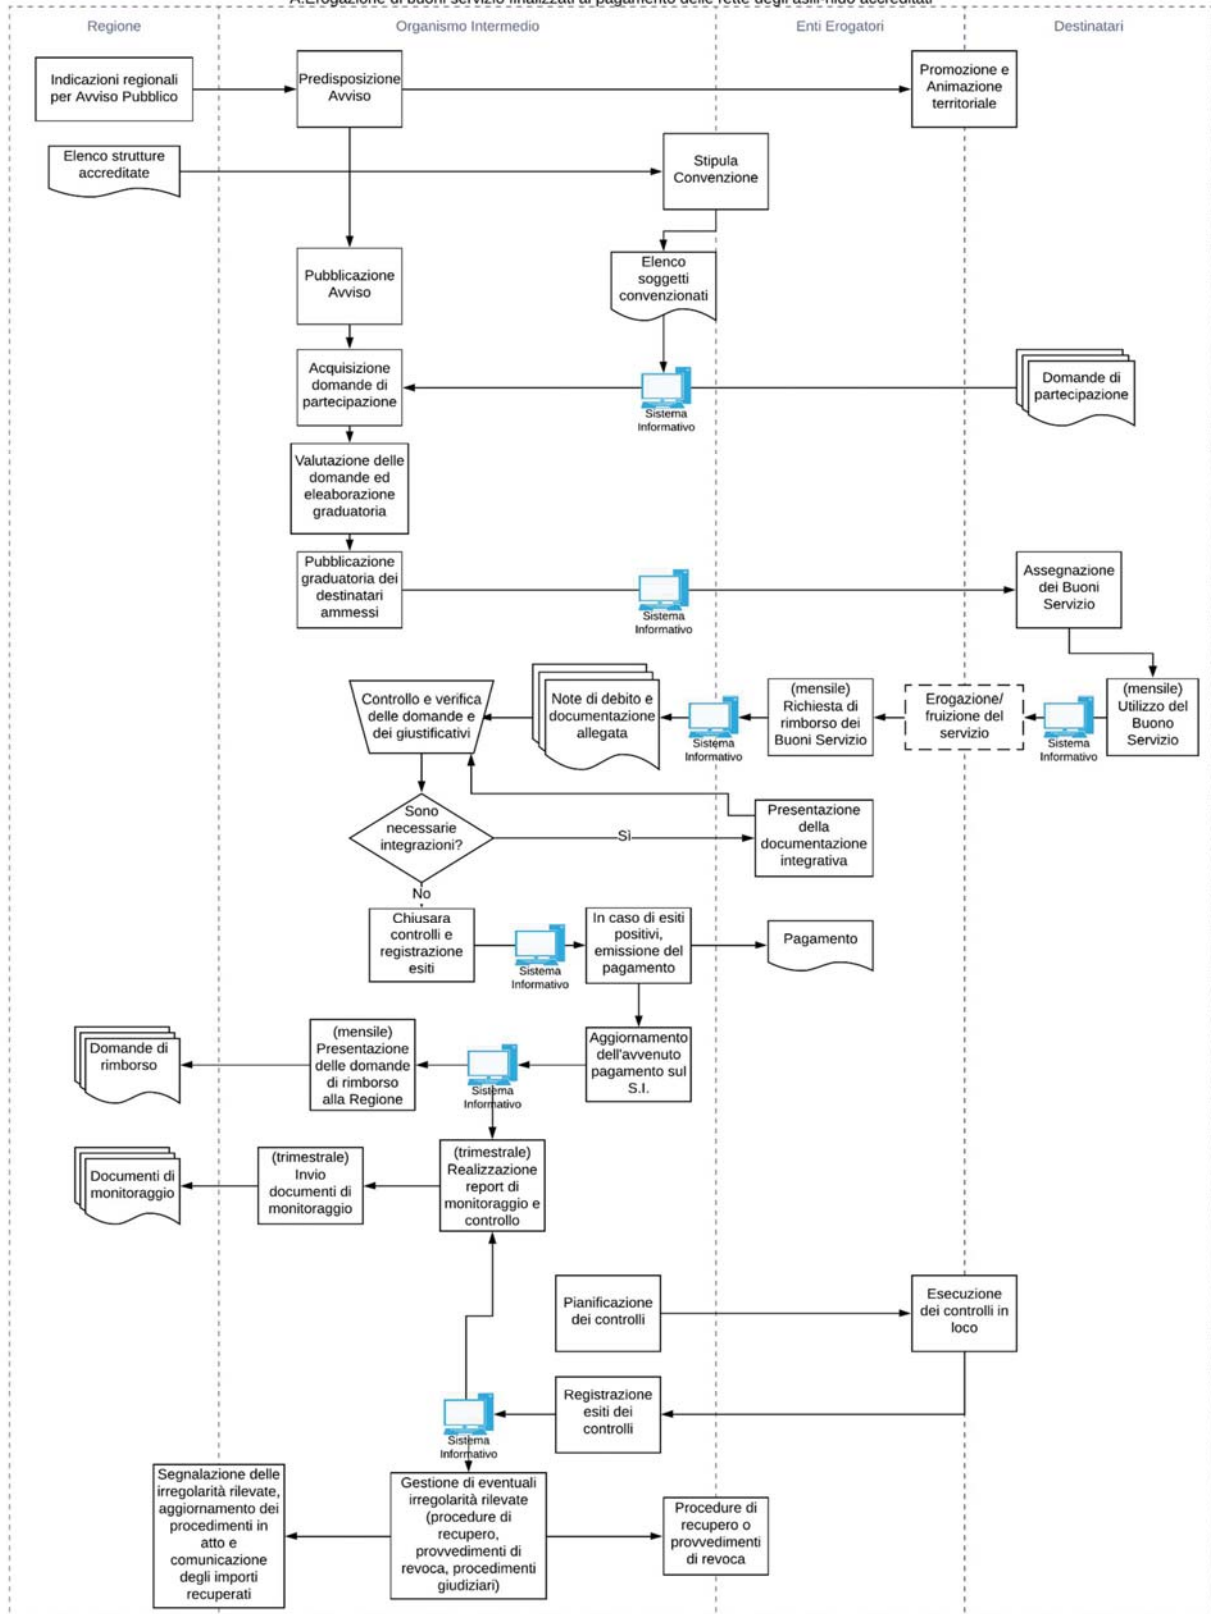 A.Erogazione di buoni servizio finalizzati al pagamento delle rette degli asili-nido accreditati
Regione
Organismo Intermedio
Enti Erogatori
Destinatari
Indicazioni regionali
per Avviso Pubblico
Predisposizione
Avviso
Promozione e
Animazione
territoriale
Elenco strutture
accreditate
Stipula
Convenzione
Pubblicazione
Avviso
Elenco
soggetti
convenzionati
Acquisizione
domande di
partecipazione
Sistema
Informativo
Domande di
partecipazione
Valutazione delle
domande ed
eleaborazione
graduatoria
Pubblicazione
graduatoria dei
destinatari
ammessi
Sistema
Informativo
Assegnazione
dei Buoni
Servizio
Controllo e verifica
delle domande e
dei giustificativi
Note di debito e
documentazione
allegata
Sistema
Informativo
(mensile)
Richiesta di
rimborso dei
Buoni Servizio
Erogazione/
fruizione del
servizio
Sistema
Informativo
(mensile)
Utilizzo del
Buono
Servizio
Sono
necessarie
integrazioni?
Sì
Presentazione
della
documentazione
integrativa
No
Chiusara
controlli e
registrazione
esiti
Sistema
Informativo
In caso di esiti
positivi,
emissione del
pagamento
Pagamento
Domande di
rimborso
(mensile)
Presentazione
delle domande
di rimborso
alla Regione
Sistema
Informativo
Aggiornamento
dell'avvenuto
pagamento sul
S.I.
Documenti di
monitoraggio
(trimestrale)
Invio
documenti di
monitoraggio
(trimestrale)
Realizzazione
report di
monitoraggio e
controllo
Pianificazione
dei controlli
Esecuzione
dei controlli in
loco
Sistema
Informativo
Registrazione
esiti dei
controlli
Segnalazione delle
irregolarità rilevate,
aggiornamento dei
procedimenti in
atto e
comunicazione
degli importi
recuperati
Gestione di eventuali
irregolarità rilevate
(procedure di
recupero,
provvedimenti di
revoca, procedimenti
giudiziari)
Procedure di
recupero o
provvedimenti
di revoca